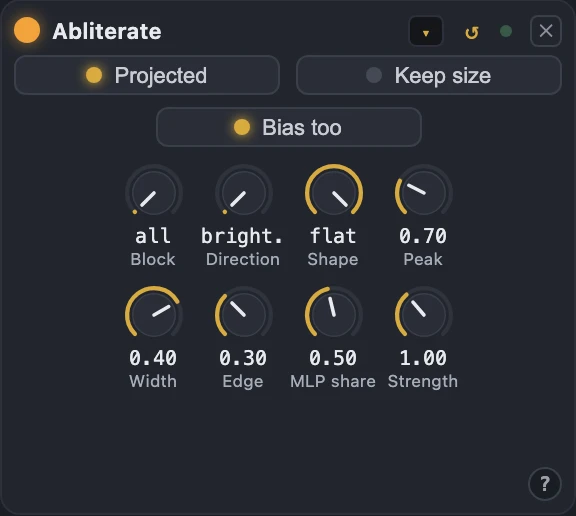 Abliterate
Projected
Keep size
Bias too
all bright. flat 0.70
Block Direction Shape Peak
0.40 0.30 0.50 1.00
Width Edge MLP share Strength
?